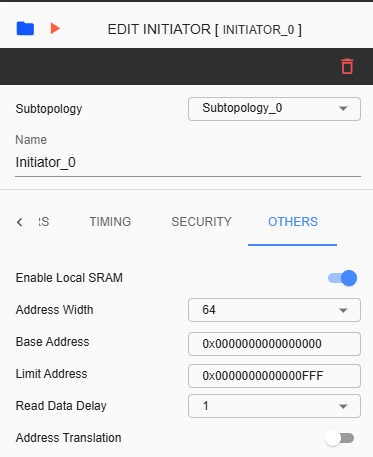 EDIT INITIATOR [ INITIATOR_0 ]
Subtopology Subtopology_0
Name
Initiator_0
RS TIMING SECURITY OTHERS
Enable Local SRAM
Address Width 64
Base Address 0x0000000000000000
Limit Address 0x0000000000000FFF
Read Data Delay 1
Address Translation